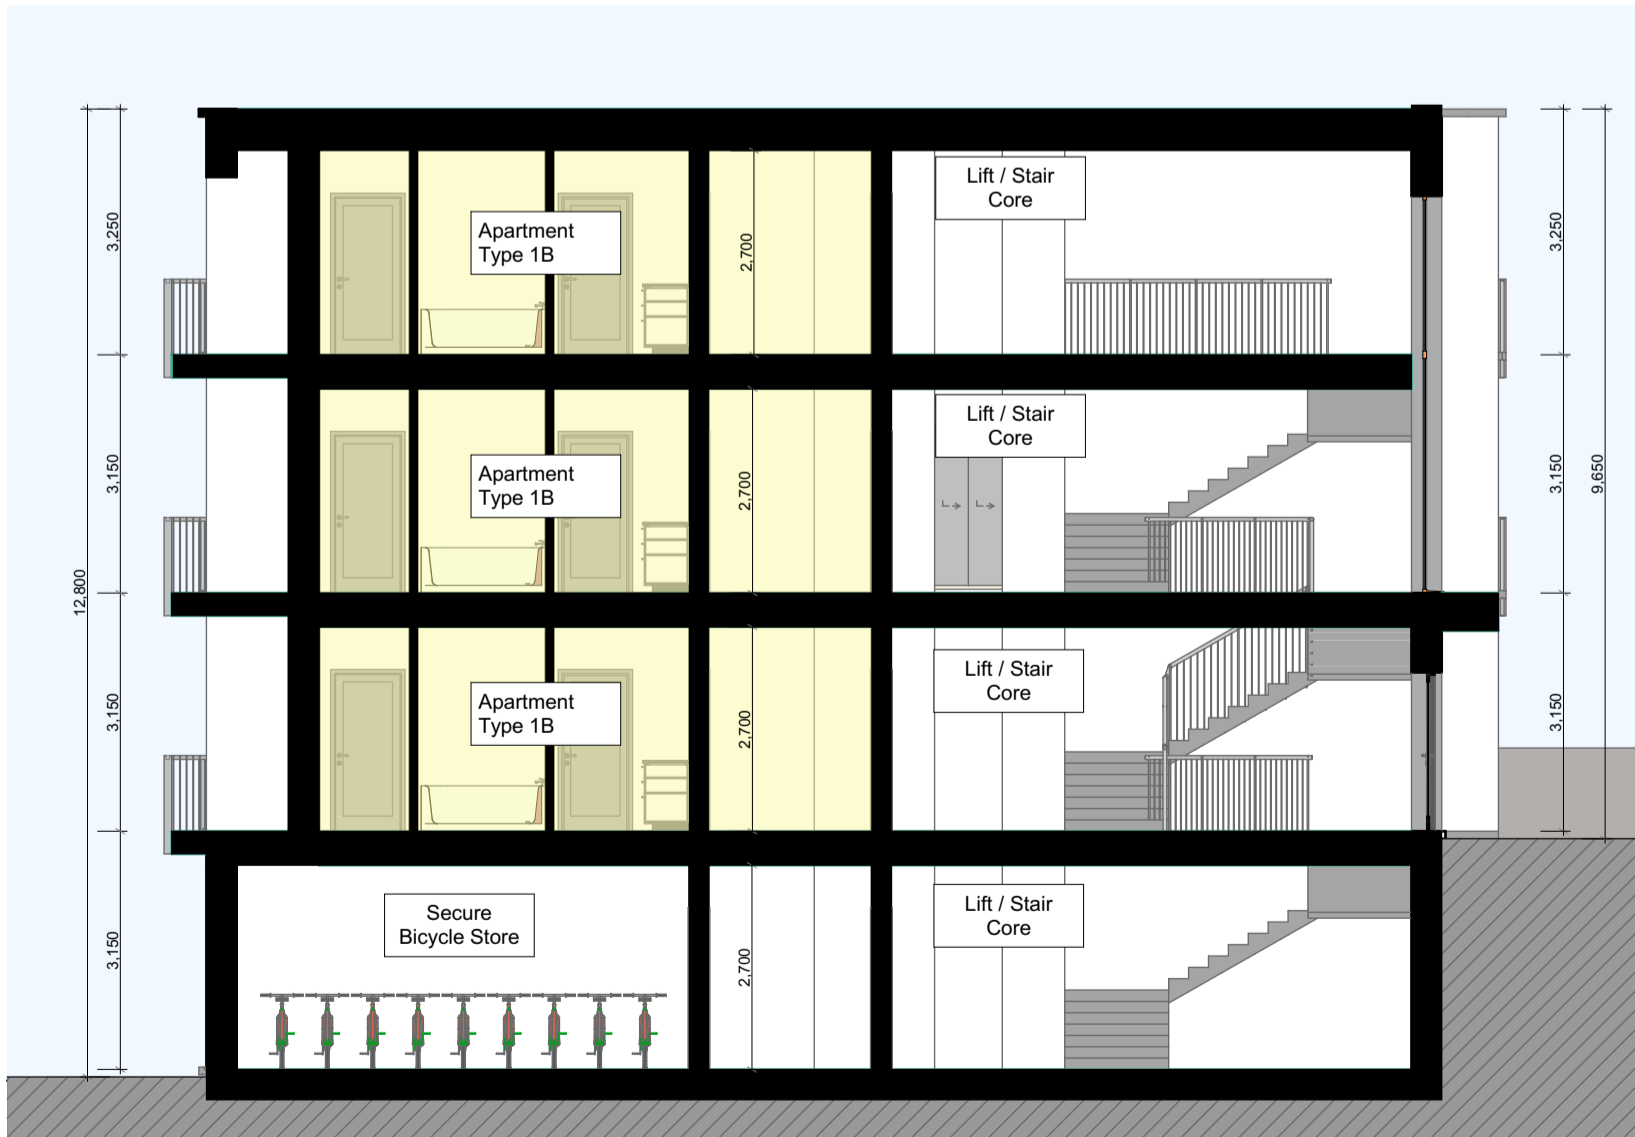 Lift / Stair
Core
Apartment
Type 1B
3,250
2,700
3,250
Lift / Stair
Core
Apartment
Type 1B
3,150
2,700
3,150
9,650
12,800
Lift / Stair
Core
Apartment
Type 1B
3,150
2,700
3,150
Lift / Stair
Core
Secure
Bicycle Store
3,150
2,700